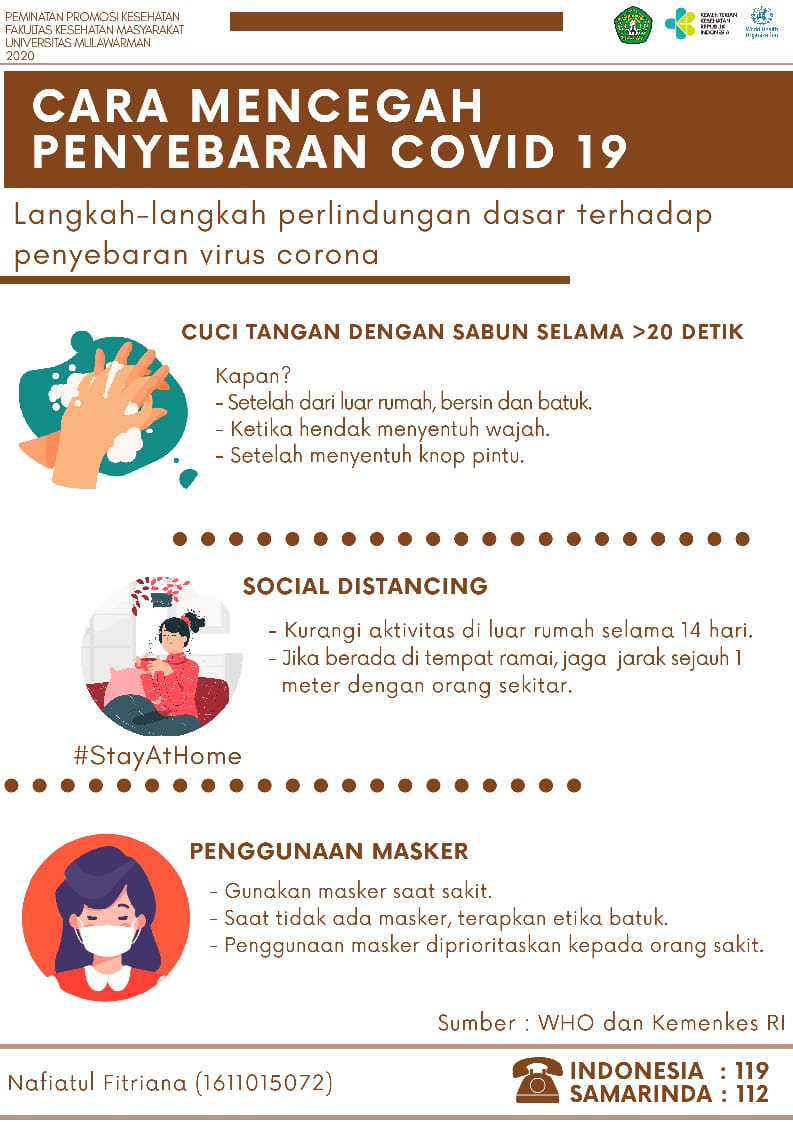 PEMINATAN PROMOSI KESEHATAN
FAKULTAS KESEHATAN MASYARAKAT
UNIVERSITAS MULAWARMAN
2020
KEMENTERIAN
KESEHATAN
REPUBLIK
INDONESIA
World Health
Organization
CARA MENCEGAH
PENYEBARAN COVID 19
Langkah-langkah perlindungan dasar terhadap
penyebaran virus corona
CUCI TANGAN DENGAN SABUN SELAMA >20 DETIK
Kapan?
- Setelah dari luar rumah, bersin dan batuk.
- Ketika hendak menyentuh wajah.
- Setelah menyentuh knop pintu.
SOCIAL DISTANCING
- Kurangi aktivitas di luar rumah selama 14 hari.
- Jika berada di tempat ramai, jaga jarak sejauh 1
meter dengan orang sekitar.
#StayAtHome
PENGGUNAAN MASKER
- Gunakan masker saat sakit.
- Saat tidak ada masker, terapkan etika batuk.
- Penggunaan masker diprioritaskan kepada orang sakit.
Sumber : WHO dan Kemenkes RI
Nafiatul Fitriana (1611015072)
INDONESIA : 119
SAMARINDA : 112